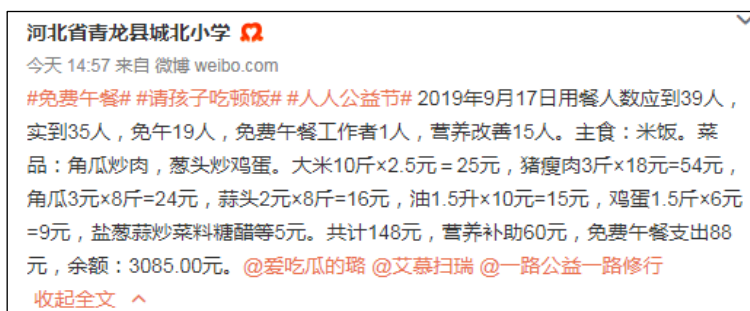 河北省青龙县城北小学
今天 14:57 来自 微博 weibo.com
#免费午餐# #请孩子吃顿饭# #人人公益节# 2019年9月17日用餐人数应到39人，
实到35人，免午19人，免费午餐工作者1人，营养改善15人。主食：米饭。菜
品：角瓜炒肉，葱头炒鸡蛋。大米10斤×2.5元＝25元，猪瘦肉3斤×18元=54元，
角瓜3元×8斤=24元，蒜头2元×8斤=16元，油1.5升×10元=15元，鸡蛋1.5斤×6元
=9元，盐葱蒜炒菜料糖醋等5元。共计148元，营养补助60元，免费午餐支出88
元，余额：3085.00元。@爱吃瓜的璐 @艾慕扫瑞 @一路公益一路修行
收起全文